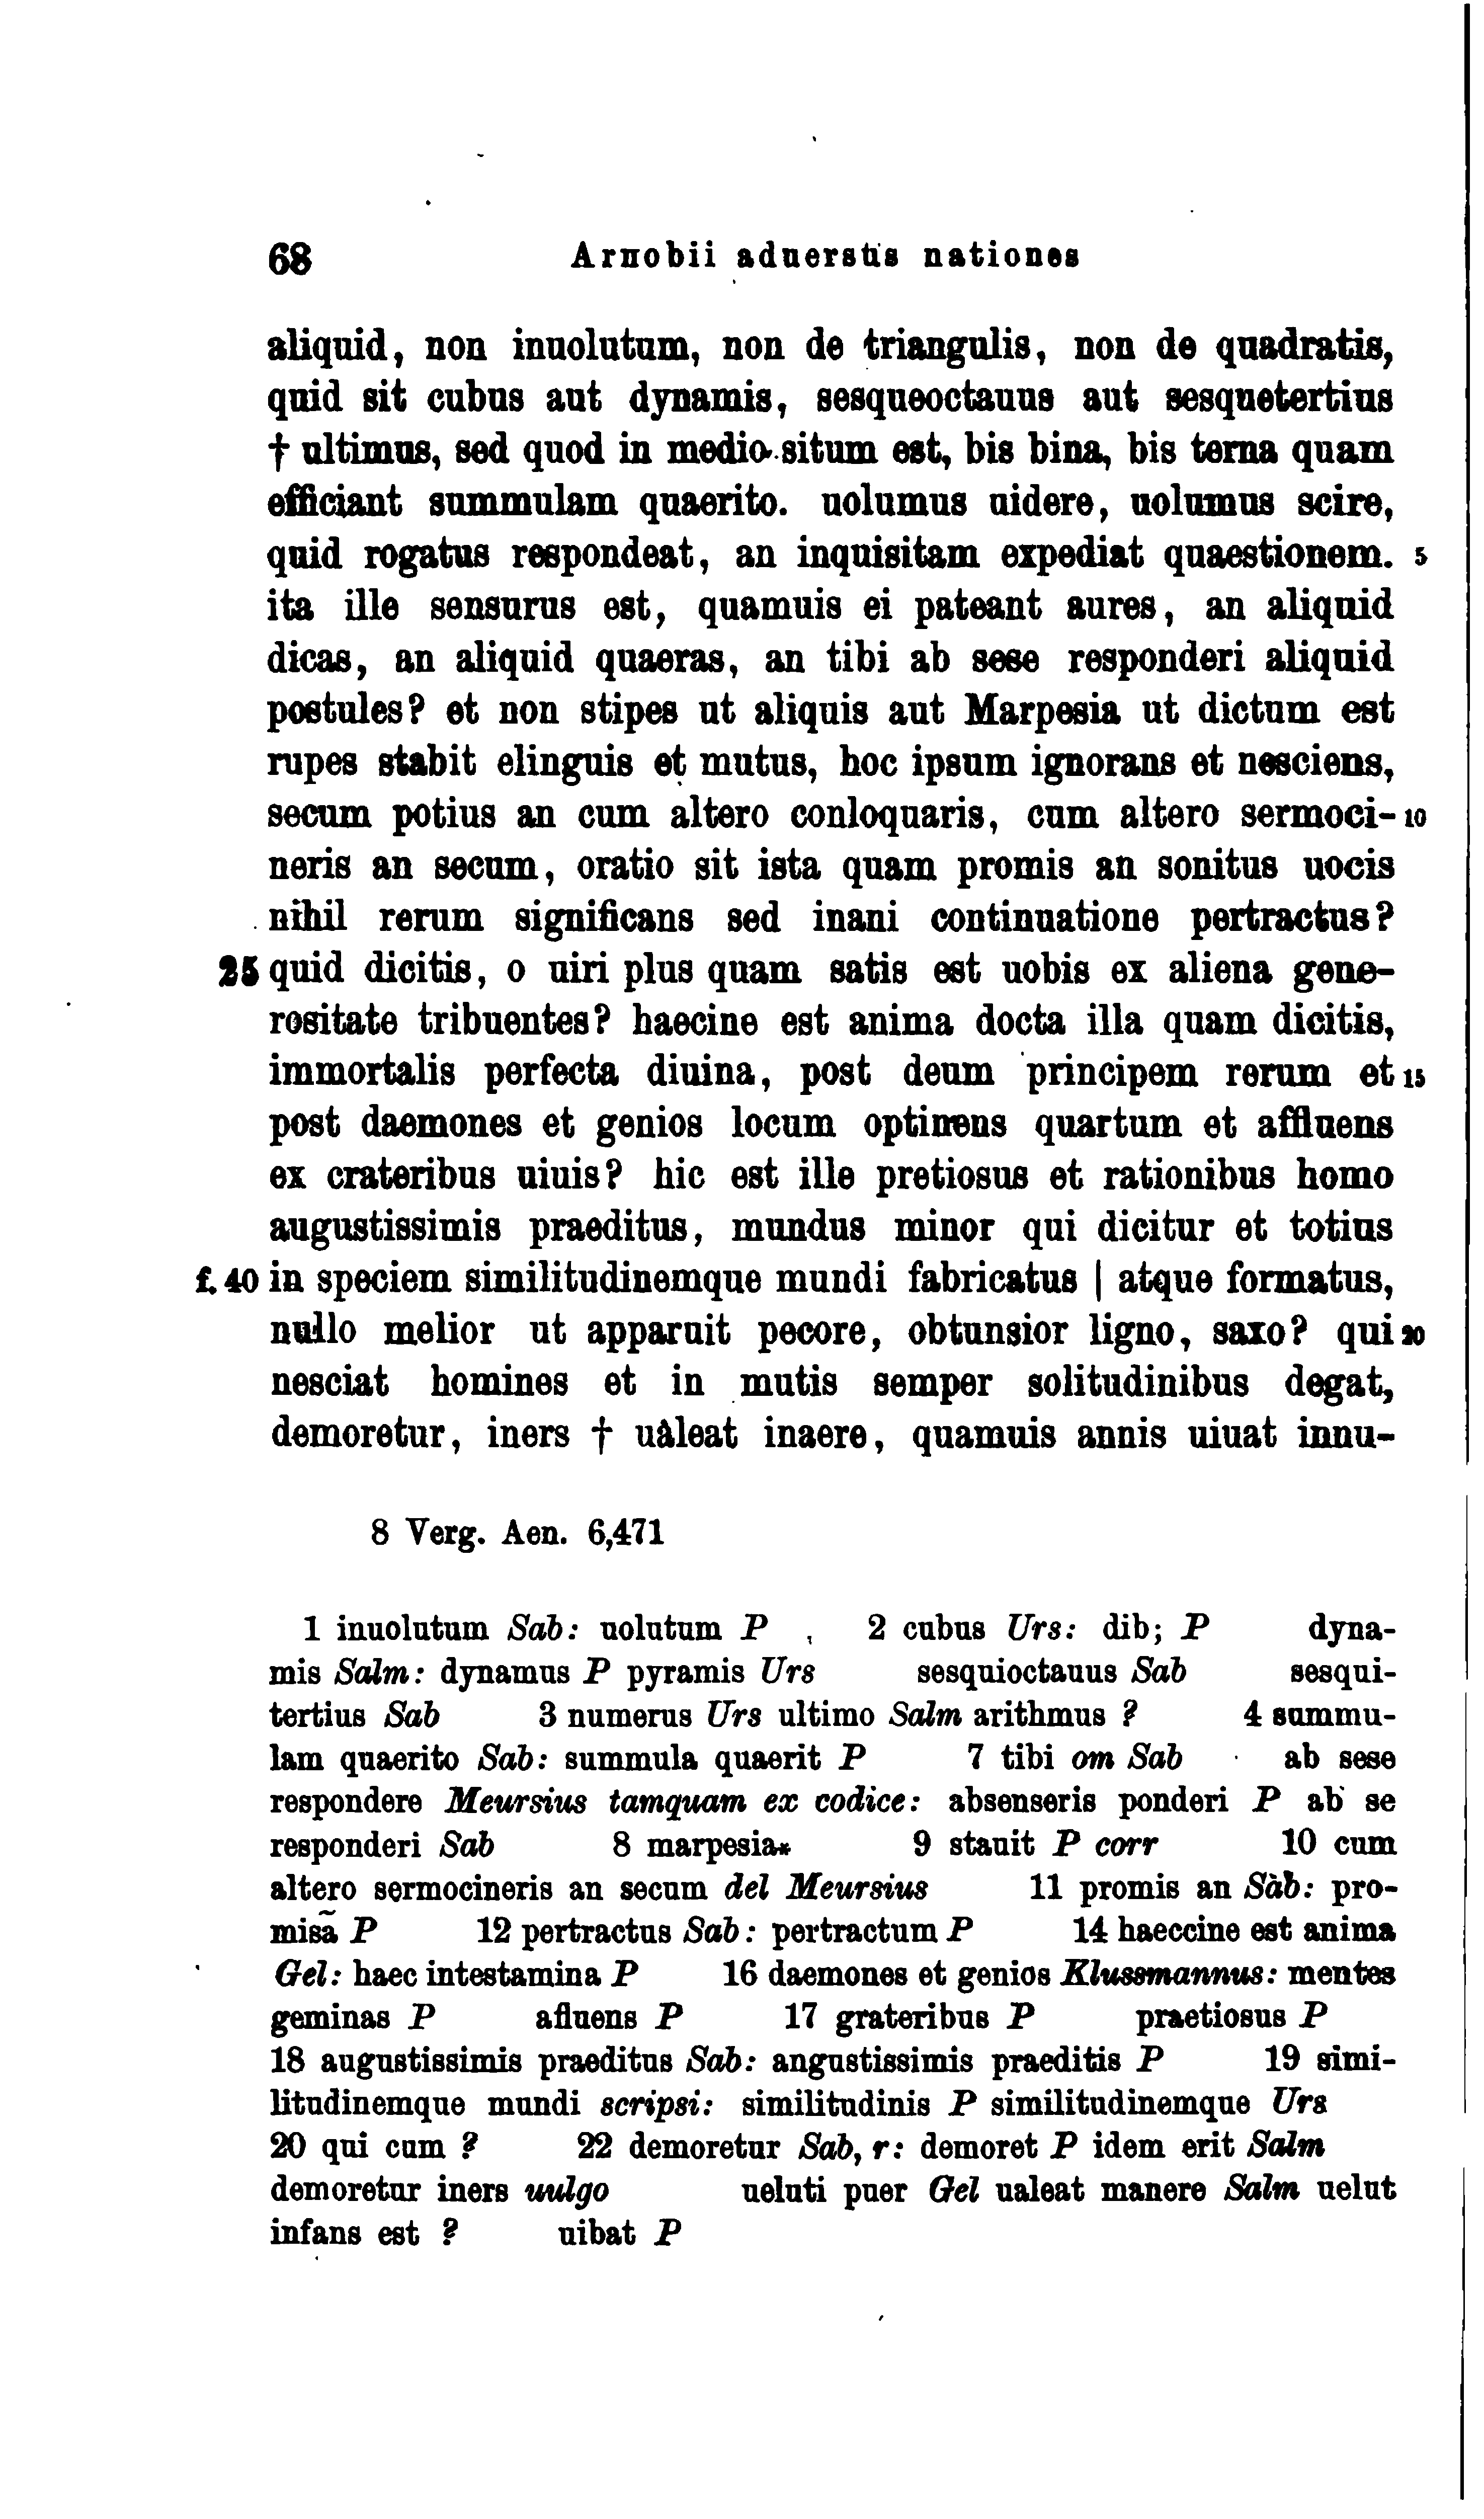 68 Arnobii aduersus nationes
aliquid, non inuolutum, non de triangulis, non de quadratis,
quid sit cubus aut dynamis, sesqueoctauus aut sesquetertius
† ultimus, sed quod in medio situm est, bis bina, bis terna quam
efficiant summulam quaerito. uolumus uidere, uolumus scire,
quid rogatus respondeat, an inquisitam expediat quaestionem. 5
ita ille sensurus est, quamuis ei pateant aures, an aliquid
dicas, an aliquid quaeras, an tibi ab sese responderi aliquid
postules? et non stipes ut aliquis aut Marpesia ut dictum est
rupes stabit elinguis et mutus, hoc ipsum ignorans et nesciens,
secum potius an cum altero conloquaris, cum altero sermoci- 10
neris an secum, oratio sit ista quam promis an sonitus uocis
nihil rerum significans sed inani continuatione pertractus?
25 quid dicitis, o uiri plus quam satis est uobis ex aliena gene-
rositate tribuentes? haecine est anima docta illa quam dicitis,
immortalis perfecta diuina, post deum principem rerum et 15
post daemones et genios locum optinens quartum et affluens
ex crateribus uiuis? hic est ille pretiosus et rationibus homo
augustissimis praeditus, mundus minor qui dicitur et totius
f. 40 in speciem similitudinemque mundi fabricatus | atque formatus,
nullo melior ut apparuit pecore, obtunsior ligno, saxo? qui 20
nesciat homines et in mutis semper solitudinibus degat,
demoretur, iners † ualeat inaere, quamuis annis uiuat innu-
8 Verg. Aen. 6,471
1 inuolutum Sab: uolutum P 2 cubus Urs: dib; P dyna-
mis Salm: dynamus P pyramis Urs sesquioctauus Sab sesqui-
tertius Sab 3 numerus Urs ultimo Salm arithmus ? 4 summu-
lam quaerito Sab: summula quaerit P 7 tibi om Sab ab sese
respondere Meursius tamquam ex codice: absenseris ponderi P ab se
responderi Sab 8 marpesia* 9 stauit P corr 10 cum
altero sermocineris an secum del Meursius 11 promis an Sab: pro-
misã P 12 pertractus Sab: pertractum P 14 haeccine est anima
Gel: haec intestamina P 16 daemones et genios Klussmannus: mentes
geminas P afluens P 17 grateribus P praetiosus P
18 augustissimis praeditus Sab: angustissimis praeditis P 19 simi-
litudinemque mundi scripsi: similitudinis P similitudinemque Urs
20 qui cum ? 22 demoretur Sab, r: demoret P idem erit Salm
demoretur iners uulgo ueluti puer Gel ualeat manere Salm uelut
infans est ? uibat P